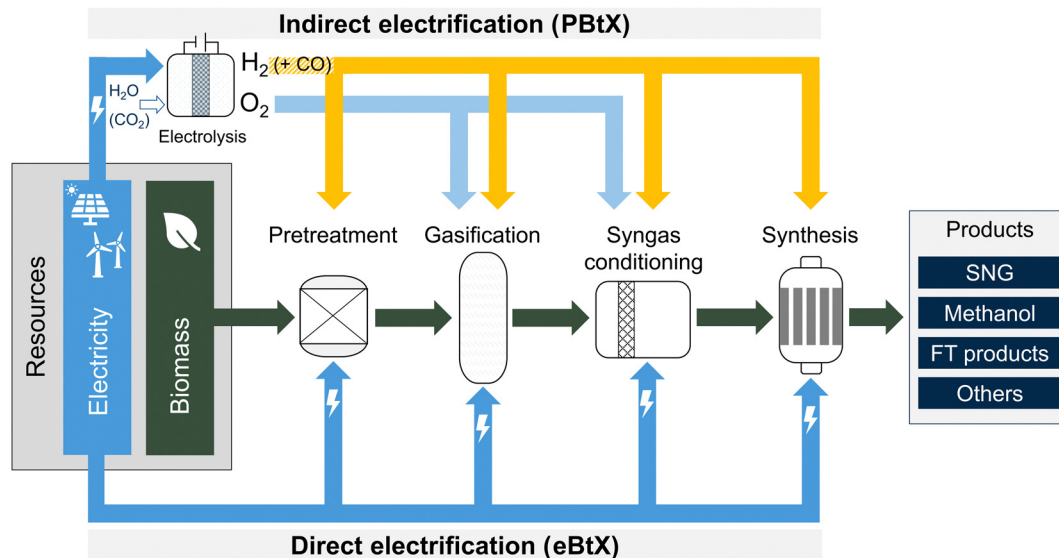 Indirect electrification (PBtX)
H₂ (+ CO)
O₂
H₂O
(CO₂)
Electrolysis
Resources
Electricity
Biomass
Pretreatment
Gasification
Syngas
conditioning
Synthesis
Products
SNG
Methanol
FT products
Others
Direct electrification (eBtX)